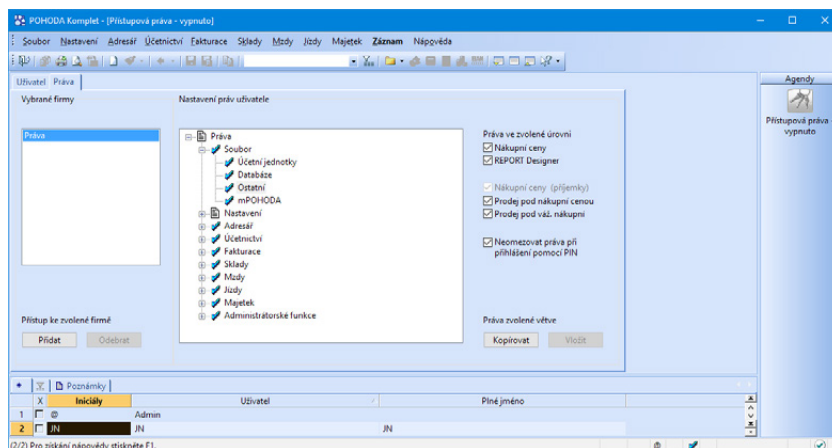 POHODA Komplet - [Přístupová práva - vypnuto]
Soubor Nastavení Adresář Účetnictví Fakturace Sklady Mzdy Jízdy Majetek Záznam Nápověda
Uživatel Práva
Agendy
Přístupová práva - vypnuto
Vybrané firmy
Práva
Přístup ke zvolené firmě
Přidat Odebrat
Nastavení práv uživatele
Práva
Soubor
Účetní jednotky
Databáze
Ostatní
mPOHODA
Nastavení
Adresář
Účetnictví
Fakturace
Sklady
Mzdy
Jízdy
Majetek
Administrátorské funkce
Práva ve zvolené úrovni
Nákupní ceny
REPORT Designer
Nákupní ceny (příjemky)
Prodej pod nákupní cenou
Prodej pod váž. nákupní
Neomezovat práva při
přihlášení pomocí PIN
Práva zvolené větve
Kopírovat Vložit
Poznámky
X Iniciály Uživatel Plné jméno
1 @ Admin
2 JN JN JN
(2/2) Pro získání nápovědy stiskněte F1.